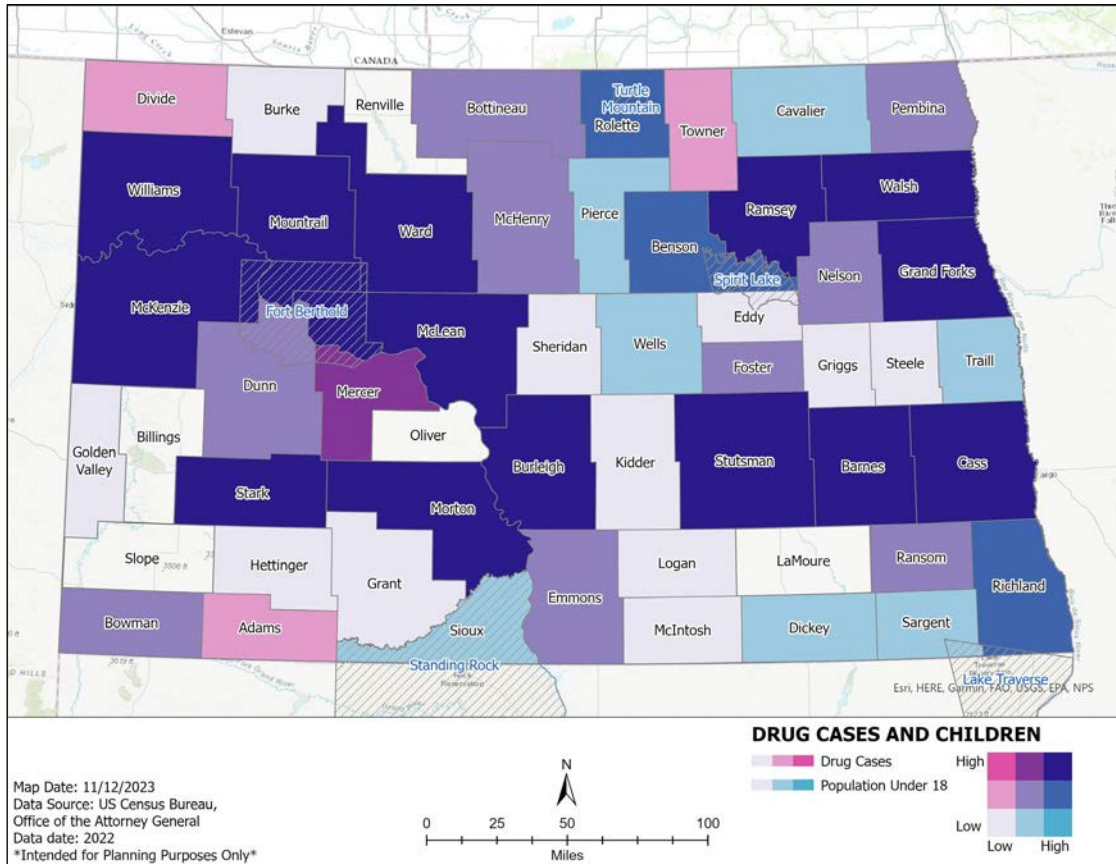 Estevan
CANADA
Divide
Burke
Renville
Bottineau
Turtle
Mountain
Rolette
Towner
Cavalier
Pembina
Williams
Mountrail
Ward
McHenry
Pierce
Benson
Ramsey
Walsh
Nelson
Grand Forks
Spirit Lake
McKenzie
Fort Berthold
McLean
Sheridan
Wells
Eddy
Foster
Griggs
Steele
Traill
Dunn
Mercer
Oliver
Golden
Valley
Billings
Burleigh
Kidder
Stutsman
Barnes
Cass
Stark
Morton
Slope
Hettinger
Grant
Emmons
Logan
LaMoure
Ransom
Richland
Bowman
Adams
Sioux
McIntosh
Dickey
Sargent
Standing Rock
Lake Traverse
Esri, HERE, Garmin, FAO, USGS, EPA, NPS
DRUG CASES AND CHILDREN
Drug Cases
Population Under 18
High
Low
Low High
Map Date: 11/12/2023
Data Source: US Census Bureau,
Office of the Attorney General
Data date: 2022
*Intended for Planning Purposes Only*
N
0 25 50 100
Miles